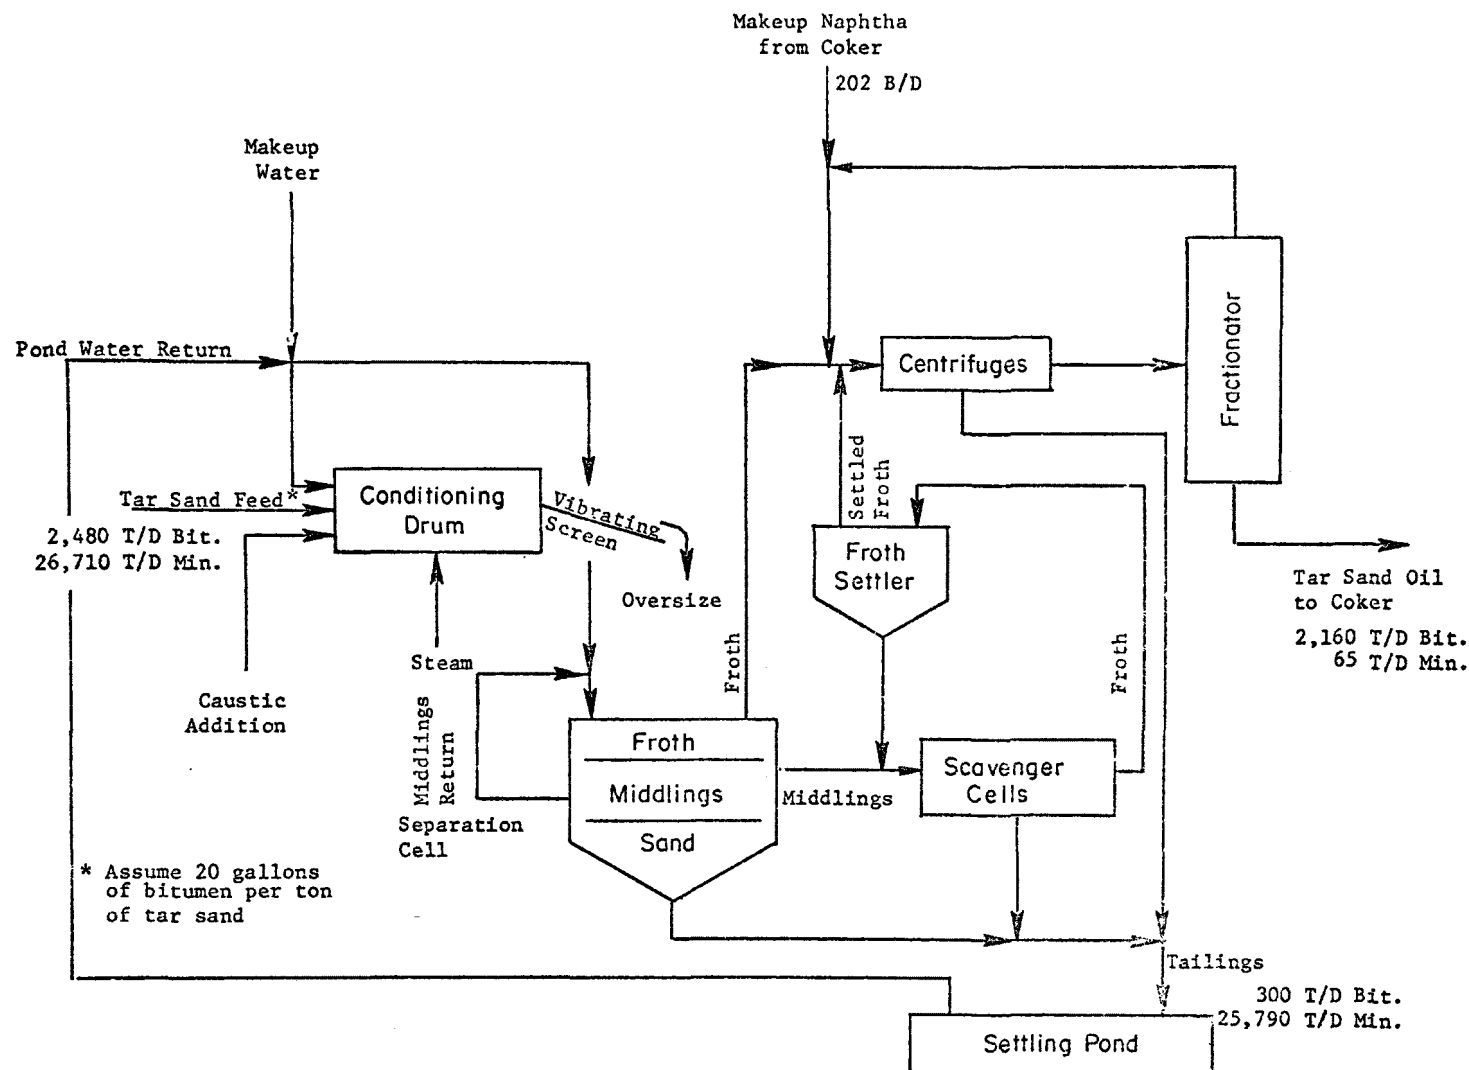 Makeup Naphtha
from Coker
202 B/D
Makeup
Water
Pond Water Return
Centrifuges
Fractionator
Settled
Froth
Tar Sand Feed*
2,480 T/D Bit.
26,710 T/D Min.
Conditioning
Drum
Vibrating
Screen
Oversize
Froth
Settler
Tar Sand Oil
to Coker
2,160 T/D Bit.
65 T/D Min.
Steam
Caustic
Addition
Middlings
Return
Froth
Froth
Separation
Cell
Froth
Middlings
Sand
Middlings
Scavenger
Cells
* Assume 20 gallons
of bitumen per ton
of tar sand
Tailings
300 T/D Bit.
25,790 T/D Min.
Settling Pond